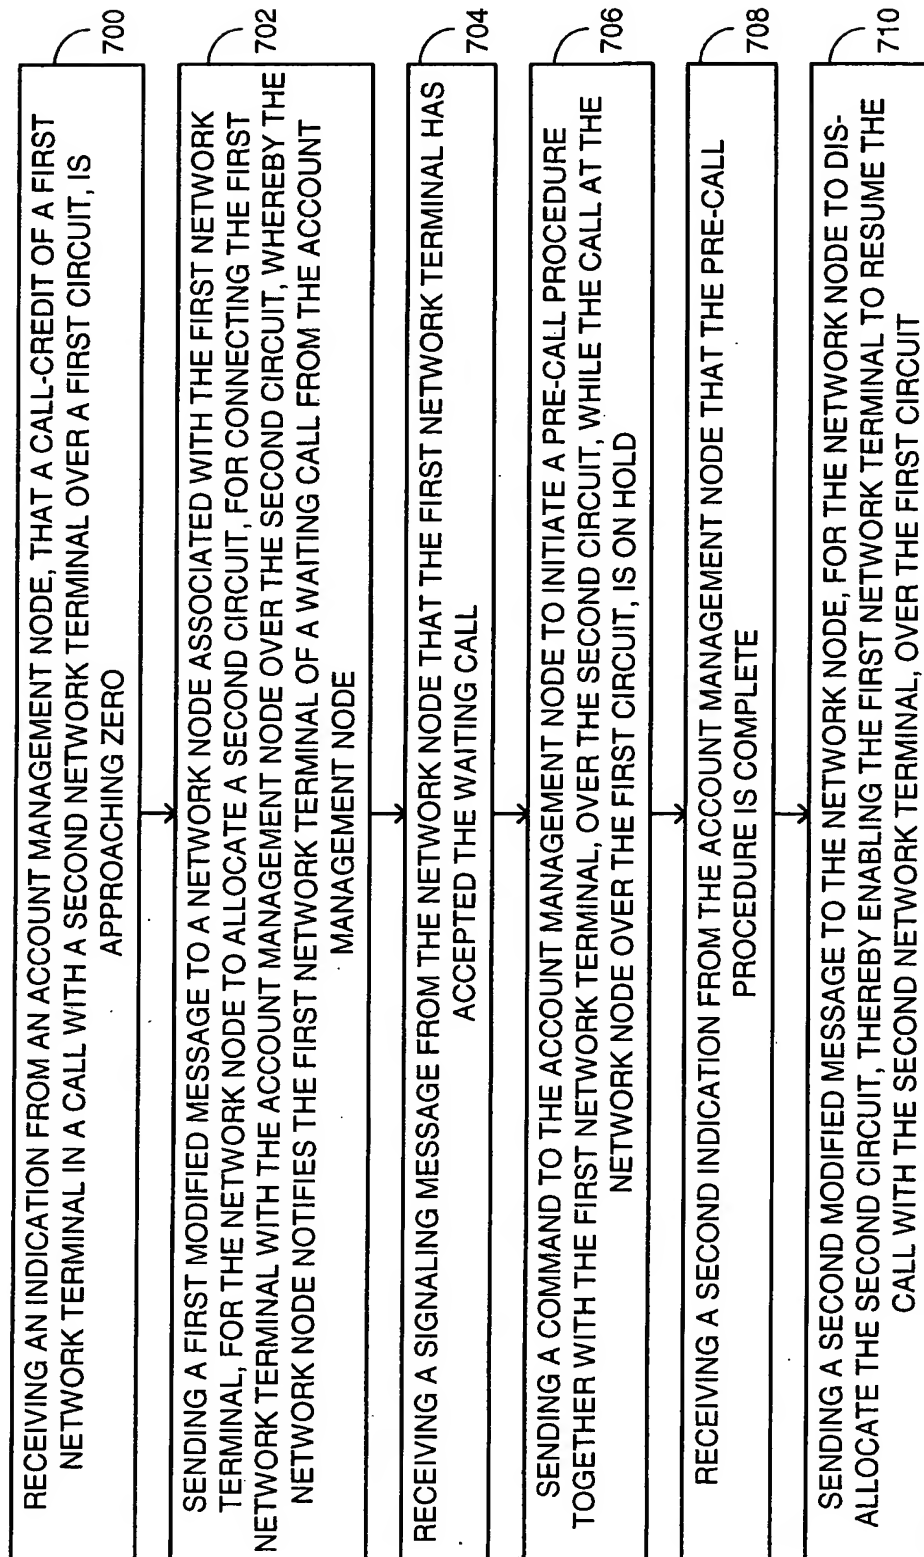 RECEIVING AN INDICATION FROM AN ACCOUNT MANAGEMENT NODE, THAT A CALL-CREDIT OF A FIRST
NETWORK TERMINAL IN A CALL WITH A SECOND NETWORK TERMINAL OVER A FIRST CIRCUIT, IS
APPROACHING ZERO
700
SENDING A FIRST MODIFIED MESSAGE TO A NETWORK NODE ASSOCIATED WITH THE FIRST NETWORK
TERMINAL, FOR THE NETWORK NODE TO ALLOCATE A SECOND CIRCUIT, FOR CONNECTING THE FIRST
NETWORK TERMINAL WITH THE ACCOUNT MANAGEMENT NODE OVER THE SECOND CIRCUIT, WHEREBY THE
NETWORK NODE NOTIFIES THE FIRST NETWORK TERMINAL OF A WAITING CALL FROM THE ACCOUNT
MANAGEMENT NODE
702
RECEIVING A SIGNALING MESSAGE FROM THE NETWORK NODE THAT THE FIRST NETWORK TERMINAL HAS
ACCEPTED THE WAITING CALL
704
SENDING A COMMAND TO THE ACCOUNT MANAGEMENT NODE TO INITIATE A PRE-CALL PROCEDURE
TOGETHER WITH THE FIRST NETWORK TERMINAL, OVER THE SECOND CIRCUIT, WHILE THE CALL AT THE
NETWORK NODE OVER THE FIRST CIRCUIT, IS ON HOLD
706
RECEIVING A SECOND INDICATION FROM THE ACCOUNT MANAGEMENT NODE THAT THE PRE-CALL
PROCEDURE IS COMPLETE
708
SENDING A SECOND MODIFIED MESSAGE TO THE NETWORK NODE, FOR THE NETWORK NODE TO DIS-
ALLOCATE THE SECOND CIRCUIT, THEREBY ENABLING THE FIRST NETWORK TERMINAL TO RESUME THE
CALL WITH THE SECOND NETWORK TERMINAL, OVER THE FIRST CIRCUIT
710